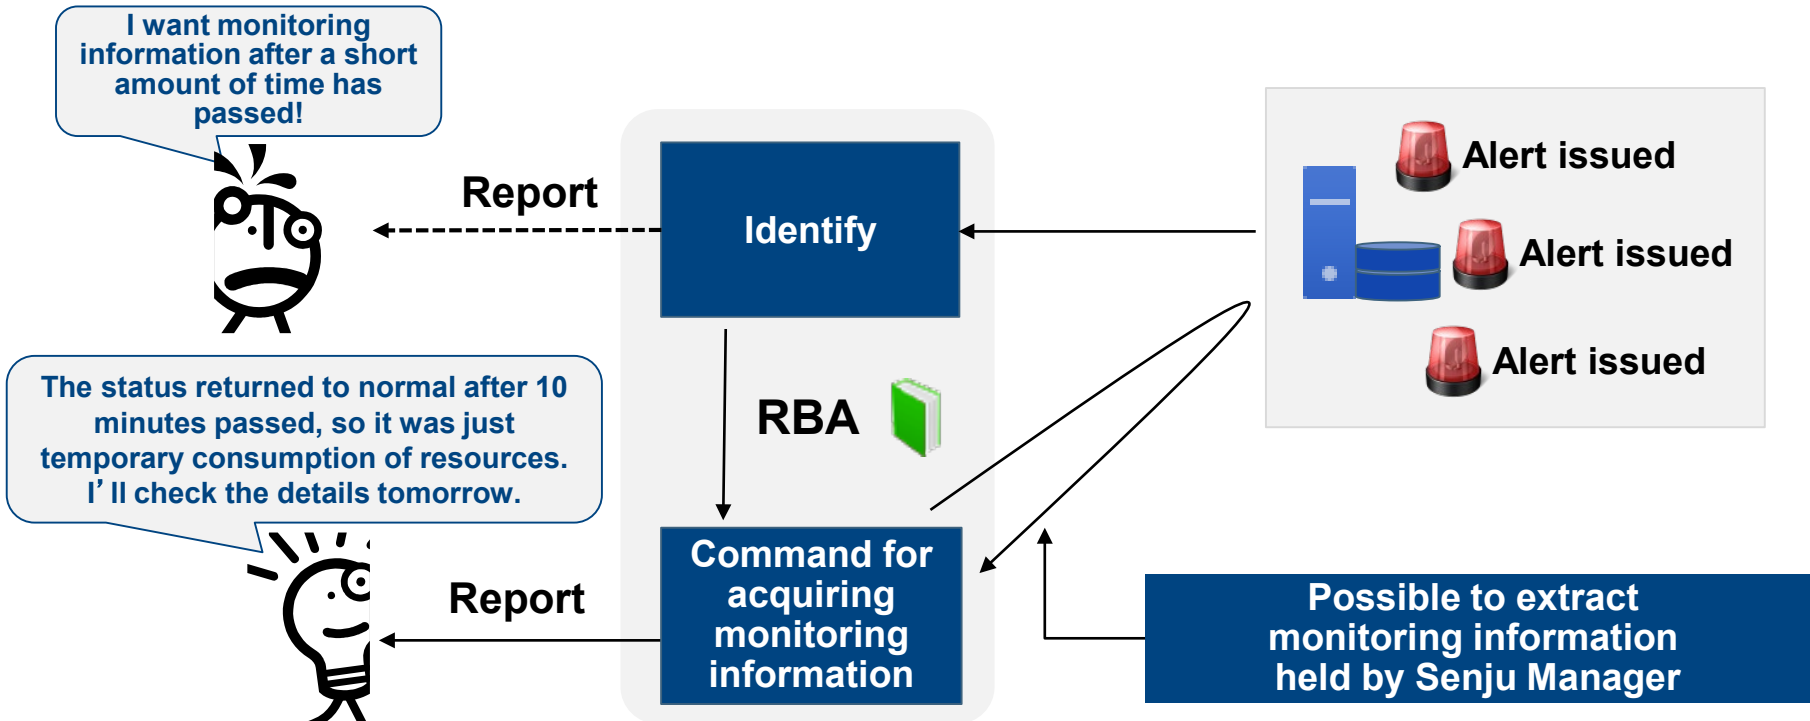 I want monitoring
information after a short
amount of time has
passed!
Report
Identify
Alert issued
Alert issued
Alert issued
The status returned to normal after 10
minutes passed, so it was just
temporary consumption of resources.
I’ll check the details tomorrow.
RBA
Report
Command for
acquiring
monitoring
information
Possible to extract
monitoring information
held by Senju Manager